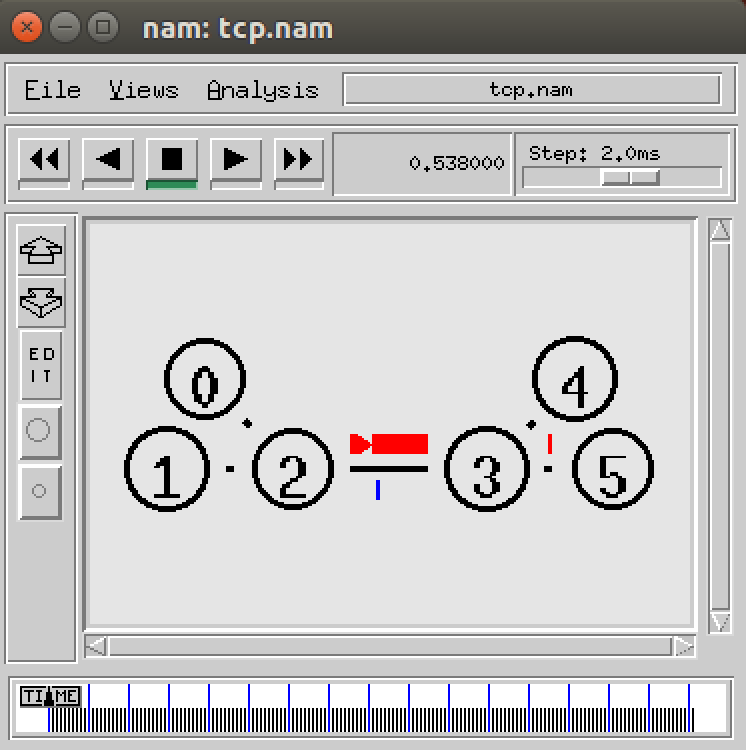 nam: tcp.nam
File Views Analysis tcp.nam
0.538000 Step: 2.0ms
ED
IT
0 4
1 2 3 5
TIME